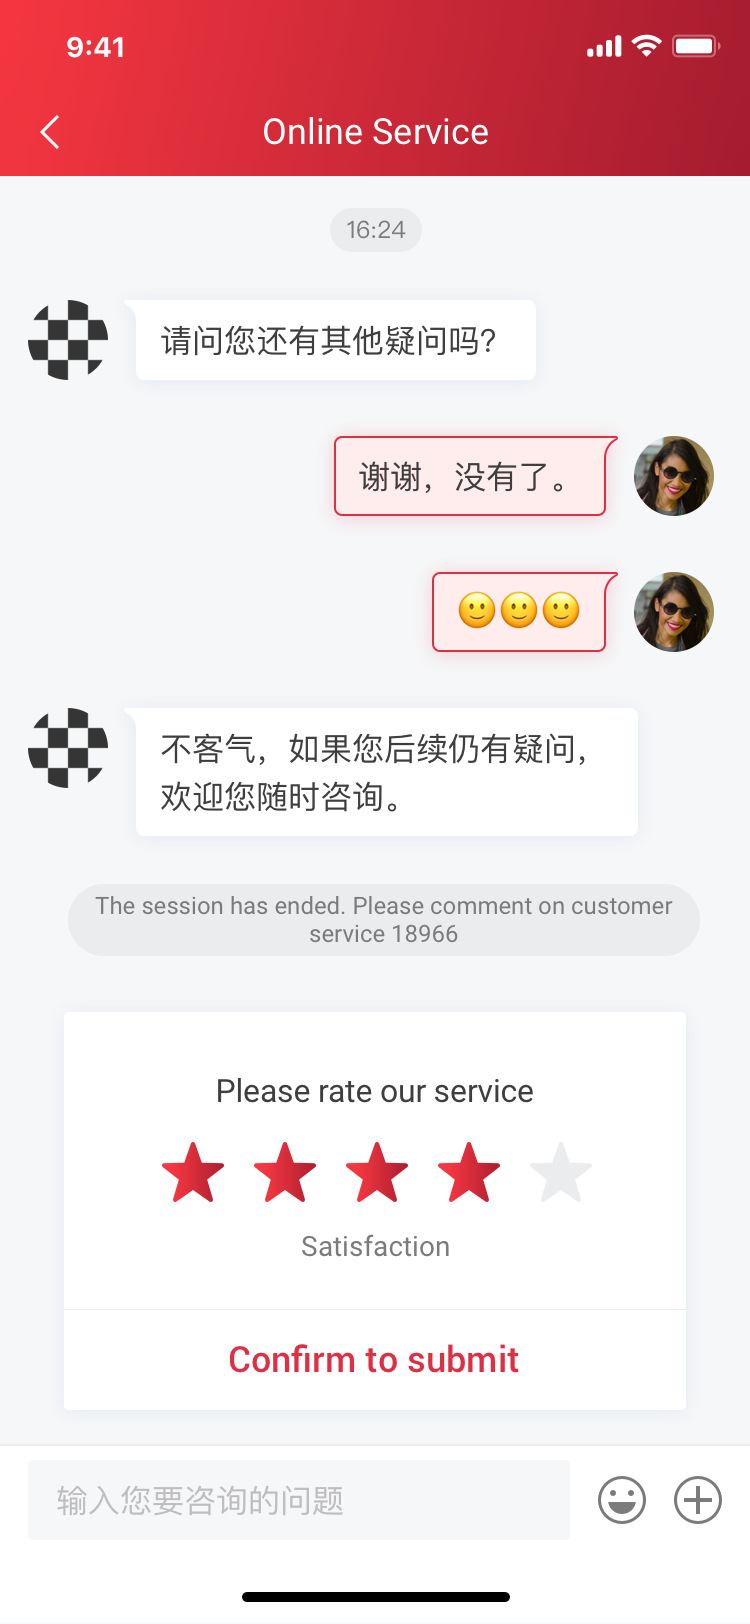 9:41
Online Service
16:24
请问您还有其他疑问吗?
谢谢，没有了。
🙂🙂🙂
不客气，如果您后续仍有疑问，
欢迎您随时咨询。
The session has ended. Please comment on customer
service 18966
Please rate our service
Satisfaction
Confirm to submit
输入您要咨询的问题